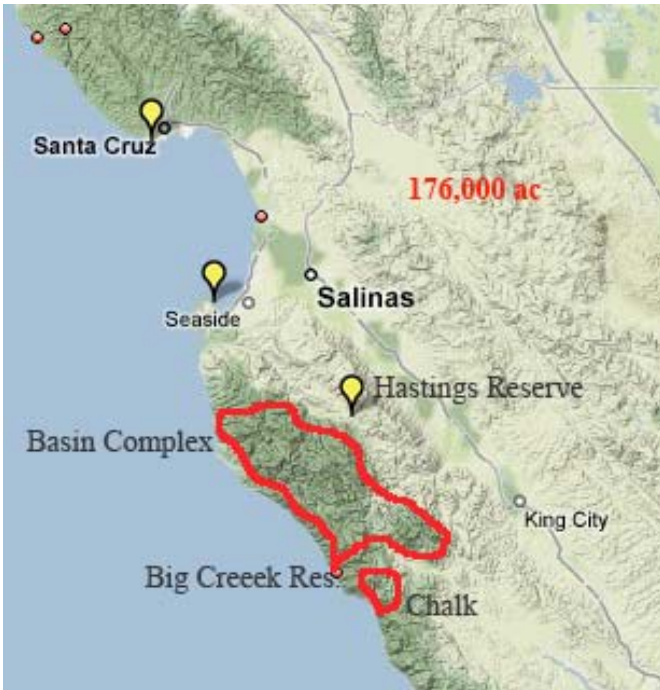 Santa Cruz
176,000 ac
Salinas
Seaside
Hastings Reserve
Basin Complex
King City
Big Creeek Res.
Chalk